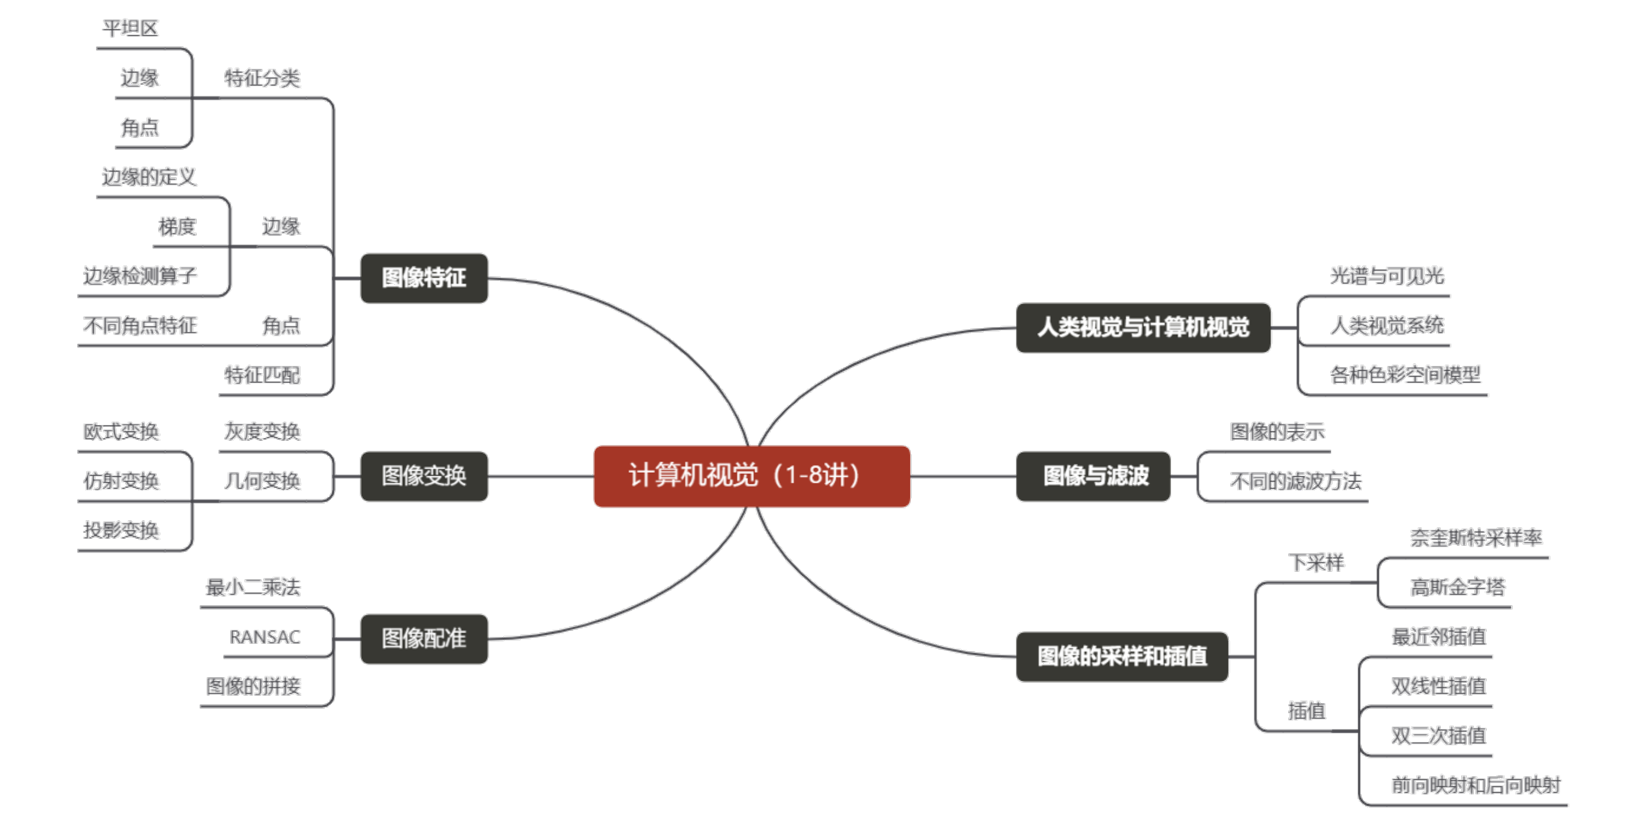 计算机视觉（1-8讲）
人类视觉与计算机视觉
光谱与可见光
人类视觉系统
各种色彩空间模型
图像与滤波
图像的表示
不同的滤波方法
图像的采样和插值
下采样
奈奎斯特采样率
高斯金字塔
插值
最近邻插值
双线性插值
双三次插值
前向映射和后向映射
图像特征
特征分类
平坦区
边缘
角点
边缘
边缘的定义
梯度
边缘检测算子
角点
不同角点特征
特征匹配
图像变换
灰度变换
几何变换
欧式变换
仿射变换
投影变换
图像配准
最小二乘法
RANSAC
图像的拼接